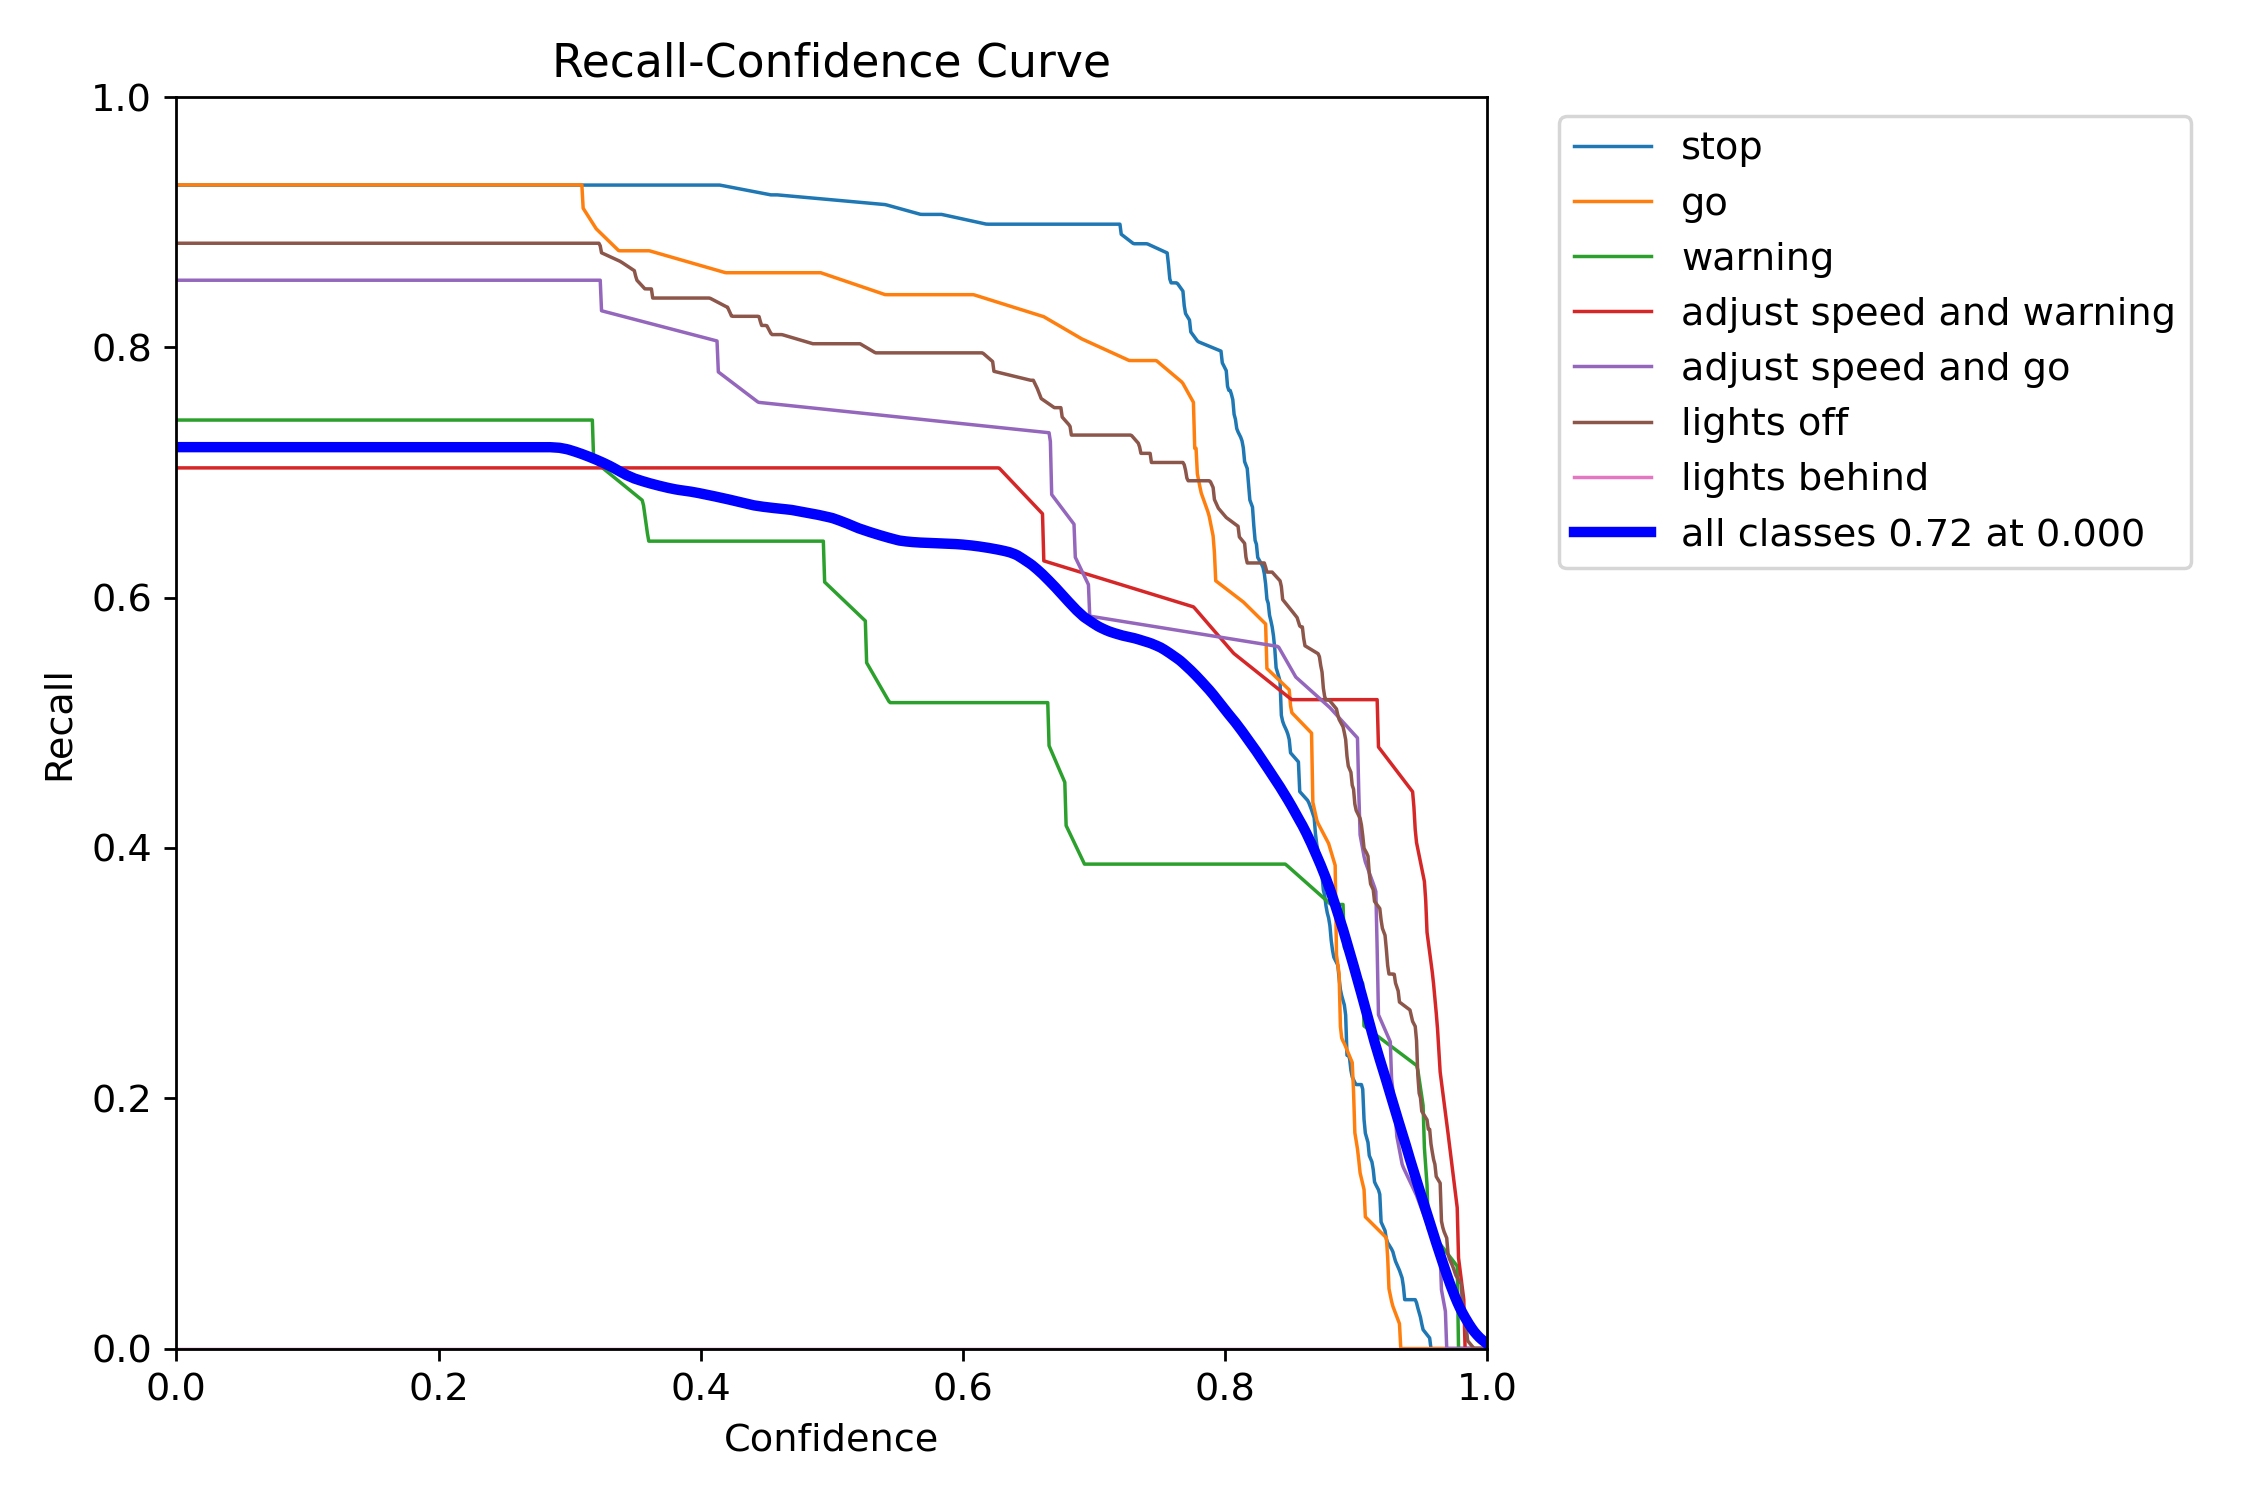 Recall-Confidence Curve
1.0
0.8
0.6
0.4
0.2
0.0
Recall
0.0 0.2 0.4 0.6 0.8 1.0
Confidence
stop
go
warning
adjust speed and warning
adjust speed and go
lights off
lights behind
all classes 0.72 at 0.000